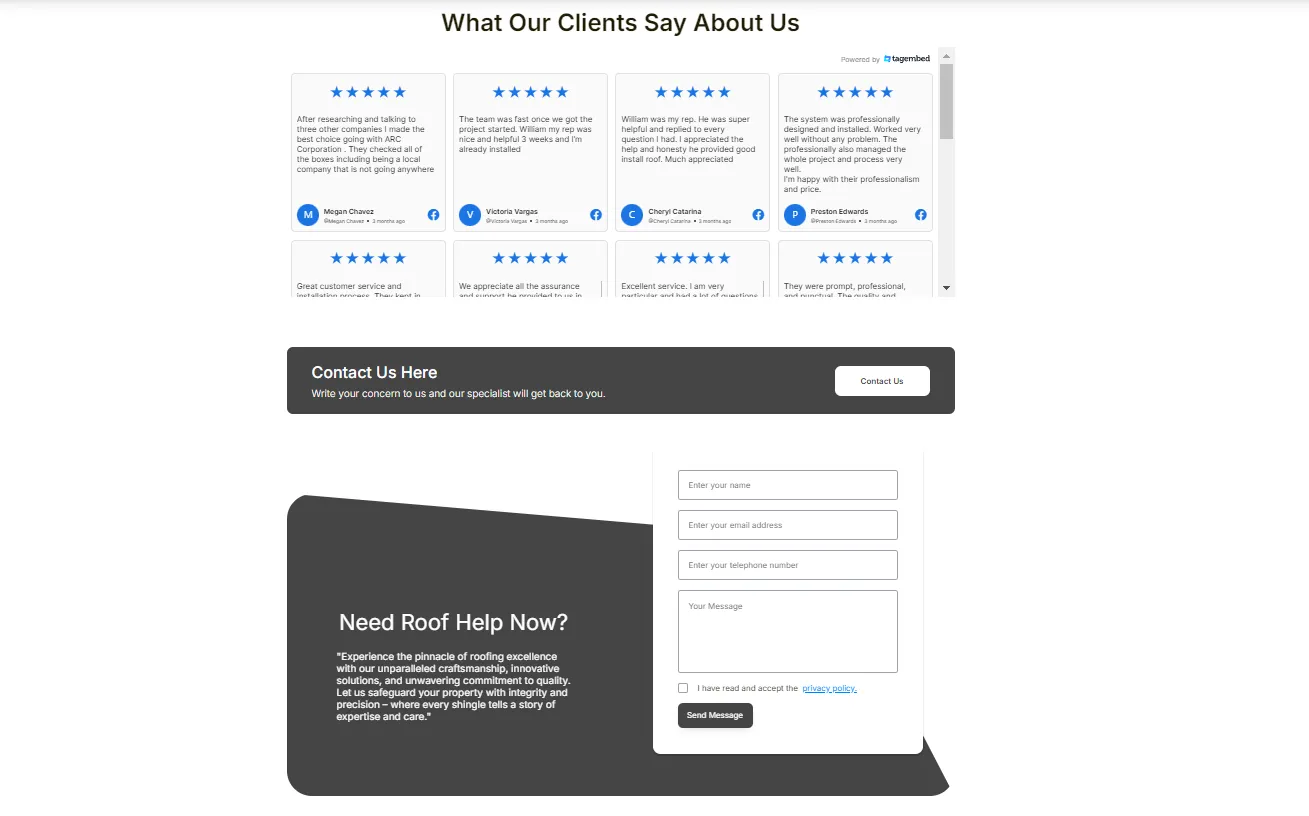 What Our Clients Say About Us
Powered by tagembed
After researching and talking to
three other companies I made the
best choice going with ARC
Corporation . They checked all of
the boxes including being a local
company that is not going anywhere
M
Megan Chavez
@Megan Chavez • 3 months ago
The team was fast once we got the
project started. William my rep was
nice and helpful 3 weeks and I'm
already installed
V
Victoria Vargas
@Victoria Vargas • 3 months ago
William was my rep. He was super
helpful and replied to every
question I had. I appreciated the
help and honesty he provided good
install roof. Much appreciated
C
Cheryl Catarina
@Cheryl Catarina • 3 months ago
The system was professionally
designed and installed. Worked very
well without any problem. The
professionally also managed the
whole project and process very
well.
I'm happy with their professionalism
and price.
P
Preston Edwards
@Preston Edwards • 3 months ago
Great customer service and
installation process. They kept in
We appreciate all the assurance
and support he provided to us in
Excellent service. I am very
particular and had a lot of questions
They were prompt, professional,
and punctual. The quality and
Contact Us Here
Write your concern to us and our specialist will get back to you.
Contact Us
Need Roof Help Now?
"Experience the pinnacle of roofing excellence
with our unparalleled craftsmanship, innovative
solutions, and unwavering commitment to quality.
Let us safeguard your property with integrity and
precision – where every shingle tells a story of
expertise and care."
Enter your name
Enter your email address
Enter your telephone number
Your Message
I have read and accept the privacy policy.
Send Message